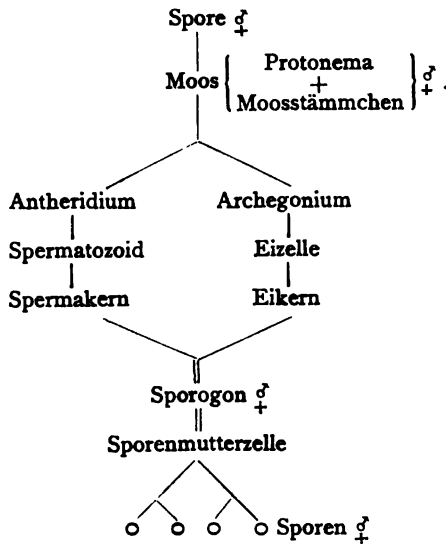 Spore ⚥
Protonema
Moos { + } ⚥.
Moosstämmchen
Antheridium Archegonium
Spermatozoid Eizelle
Spermakern Eikern
Sporogon ⚥
Sporenmutterzelle
Sporen ⚥